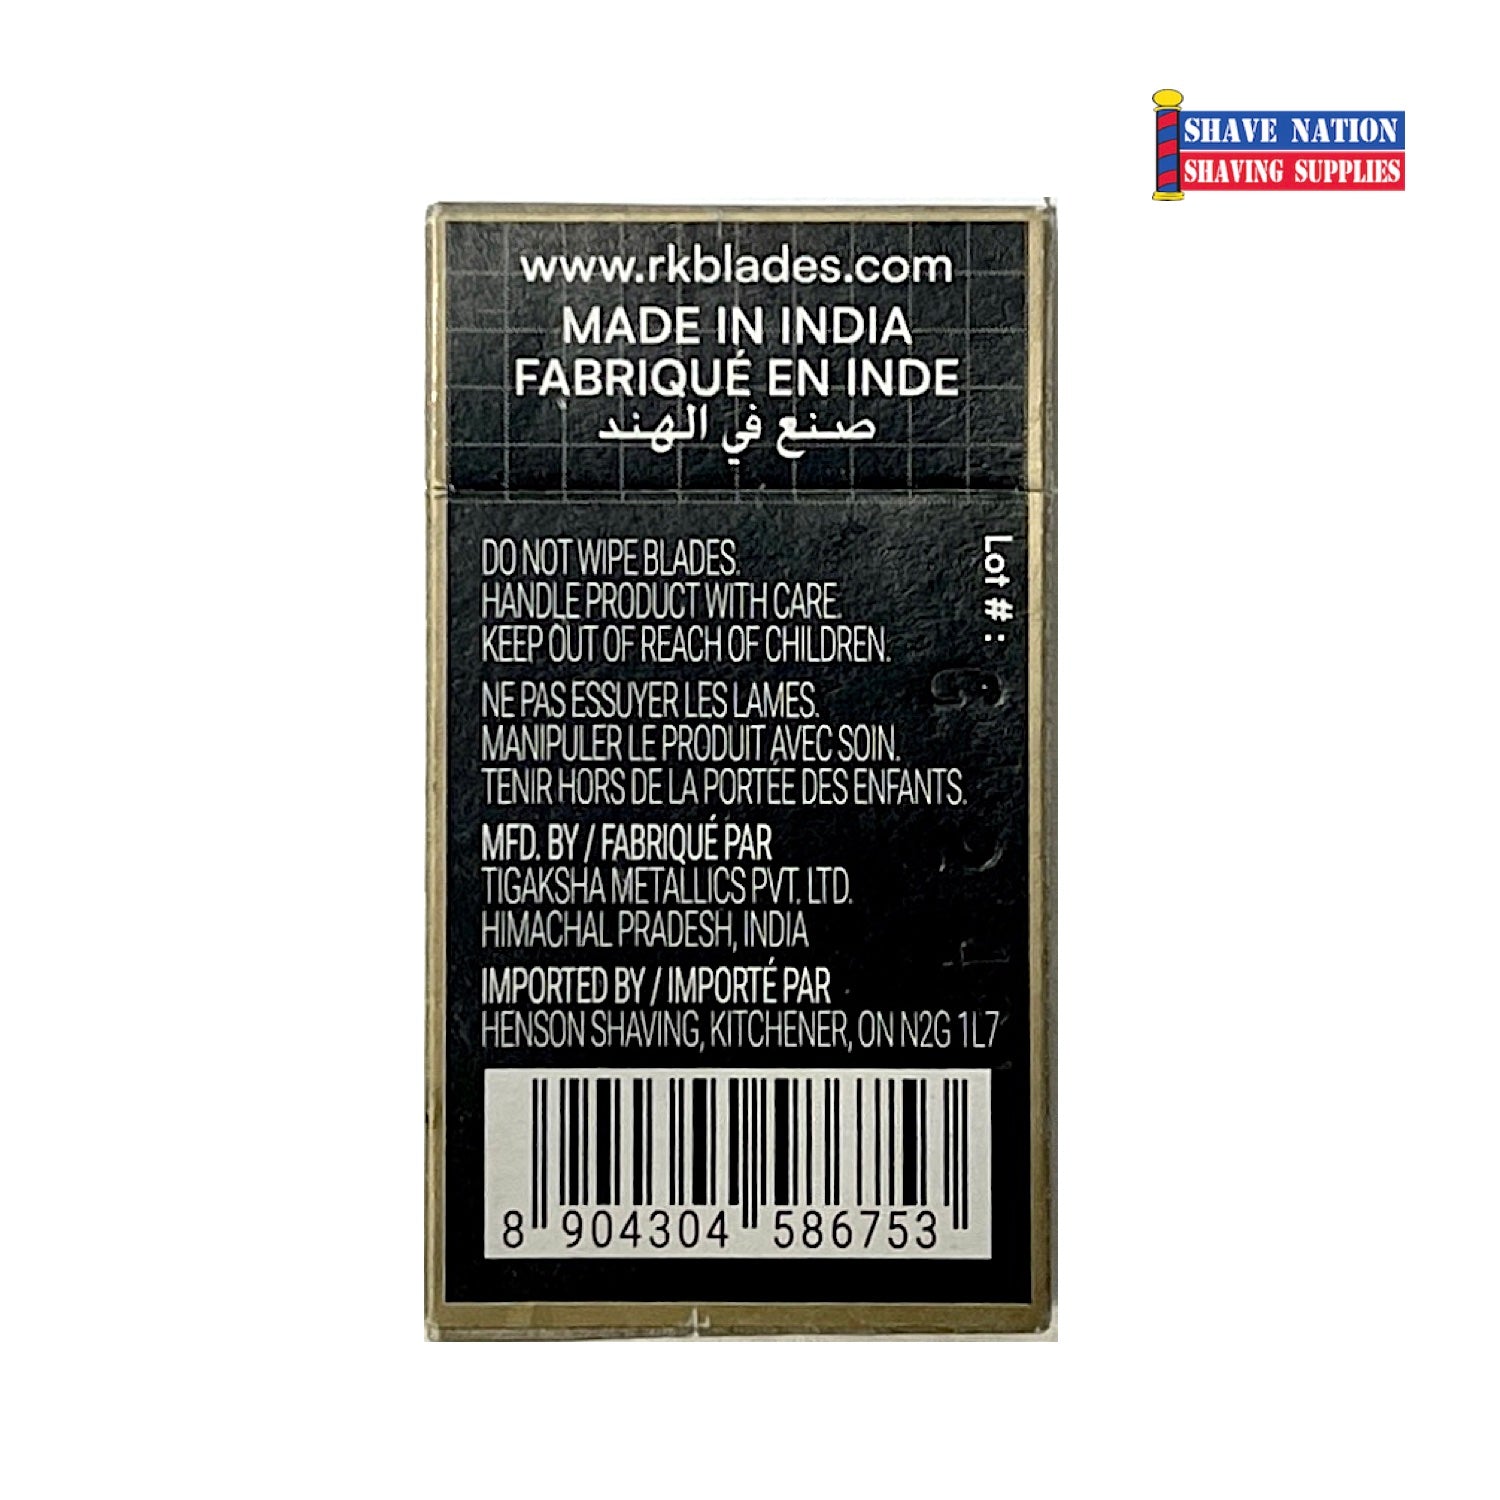 SHAVE NATION
SHAVING SUPPLIES
www.rkblades.com
MADE IN INDIA
FABRIQUÉ EN INDE
صنع في الهند
Lot # :
DO NOT WIPE BLADES.
HANDLE PRODUCT WITH CARE.
KEEP OUT OF REACH OF CHILDREN.
NE PAS ESSUYER LES LAMES.
MANIPULER LE PRODUIT AVEC SOIN.
TENIR HORS DE LA PORTÉE DES ENFANTS.
MFD. BY / FABRIQUÉ PAR
TIGAKSHA METALLICS PVT. LTD.
HIMACHAL PRADESH, INDIA
IMPORTED BY / IMPORTÉ PAR
HENSON SHAVING, KITCHENER, ON N2G 1L7
8 904304 586753